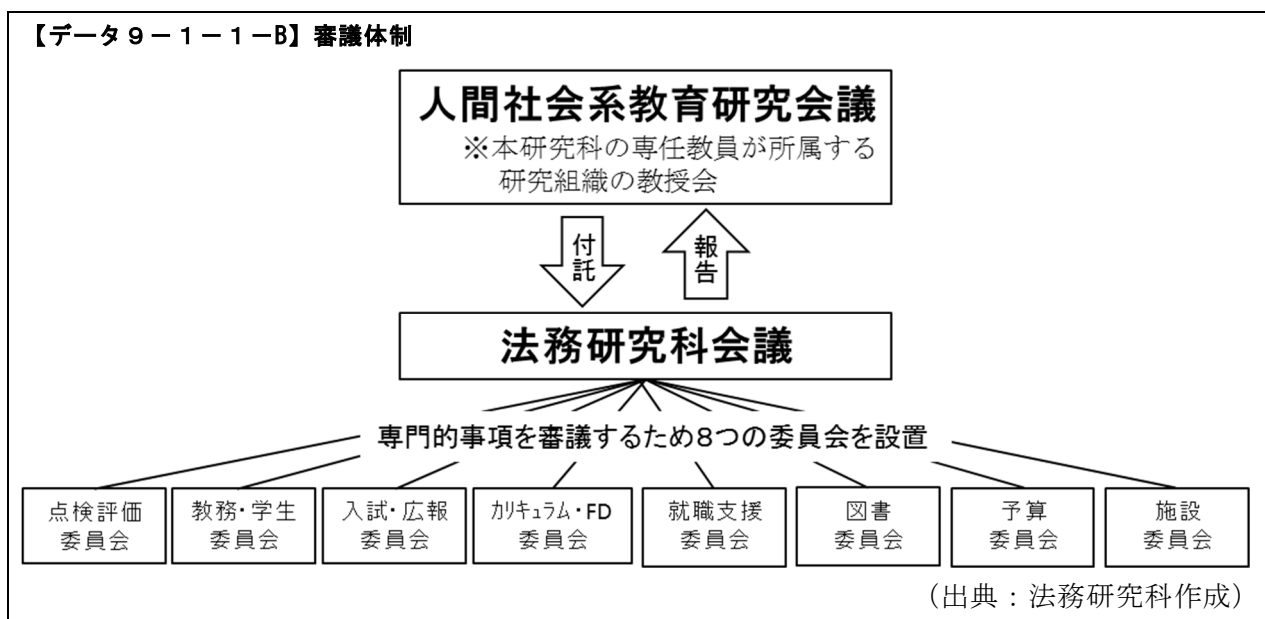 【データ９－１－１－B】審議体制
人間社会系教育研究会議
※本研究科の専任教員が所属する
研究組織の教授会
付託
報告
法務研究科会議
専門的事項を審議するため８つの委員会を設置
点検評価
委員会
教務・学生
委員会
入試・広報
委員会
カリキュラム・FD
委員会
就職支援
委員会
図書
委員会
予算
委員会
施設
委員会
（出典：法務研究科作成）